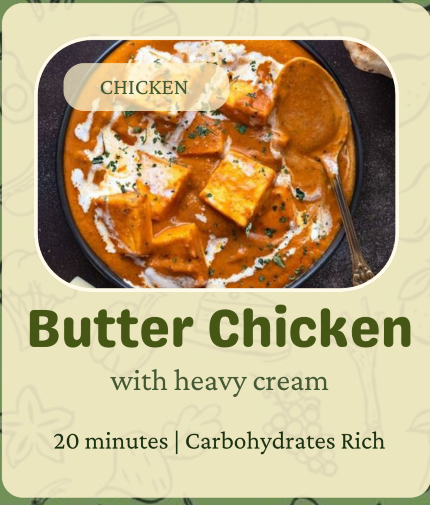 CHICKEN
Butter Chicken
with heavy cream
20 minutes | Carbohydrates Rich